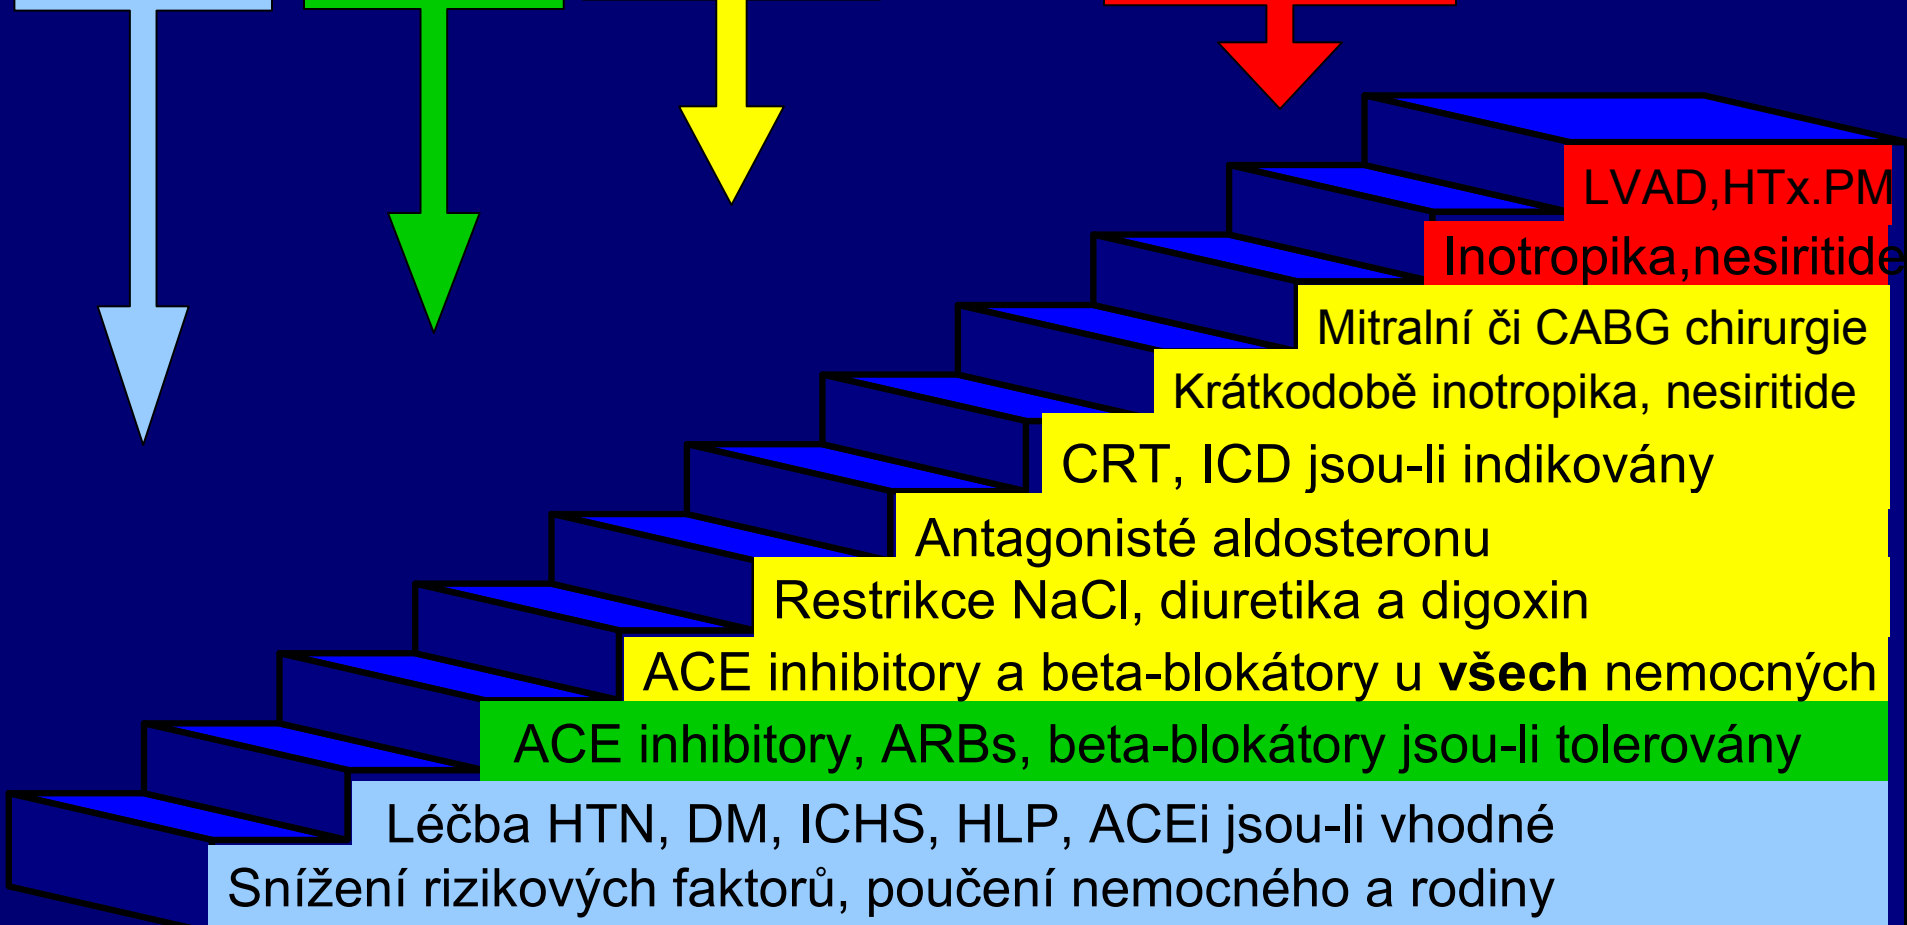 LVAD,HTx.PM
Inotropika,nesiritide
Mitralní či CABG chirurgie
Krátkodobě inotropika, nesiritide
CRT, ICD jsou-li indikovány
Antagonisté aldosteronu
Restrikce NaCl, diuretika a digoxin
ACE inhibitory a beta-blokátory u všech nemocných
ACE inhibitory, ARBs, beta-blokátory jsou-li tolerovány
Léčba HTN, DM, ICHS, HLP, ACEi jsou-li vhodné
Snížení rizikových faktorů, poučení nemocného a rodiny